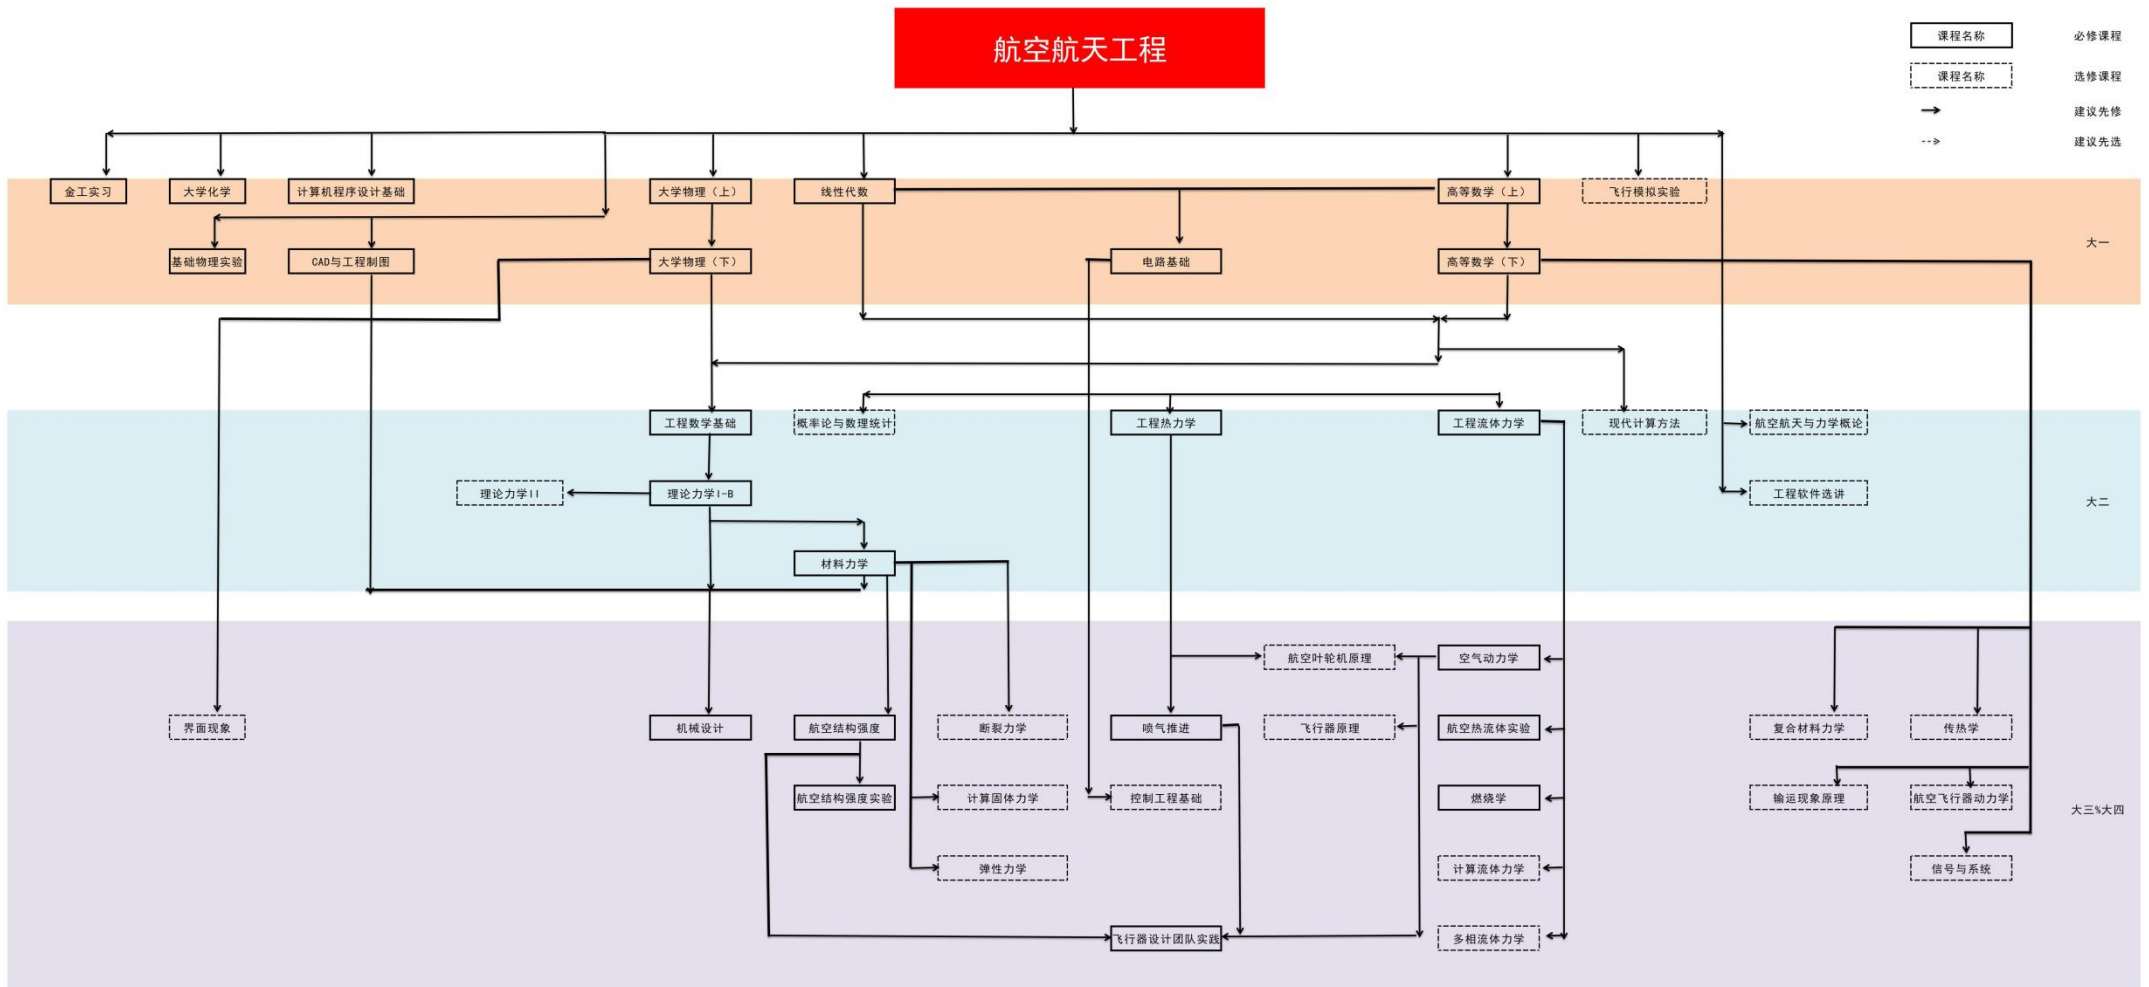 航空航天工程
课程名称 必修课程
课程名称 选修课程
建议先修
建议先选
金工实习 大学化学 计算机程序设计基础 大学物理（上） 线性代数 高等数学（上） 飞行模拟实验
大一
基础物理实验 CAD与工程制图 大学物理（下） 电路基础 高等数学（下）
工程数学基础 概率论与数理统计 工程热力学 工程流体力学 现代计算方法 航空航天与力学概论
理论力学II 理论力学I-B 工程软件选讲
大二
材料力学
航空叶轮机原理 空气动力学
界面现象 机械设计 航空结构强度 断裂力学 喷气推进 飞行器原理 航空热流体实验 复合材料力学 传热学
航空结构强度实验 计算固体力学 控制工程基础 燃烧学 输运现象原理 航空飞行器动力学
大三%大四
弹性力学 计算流体力学 信号与系统
飞行器设计团队实践 多相流体力学